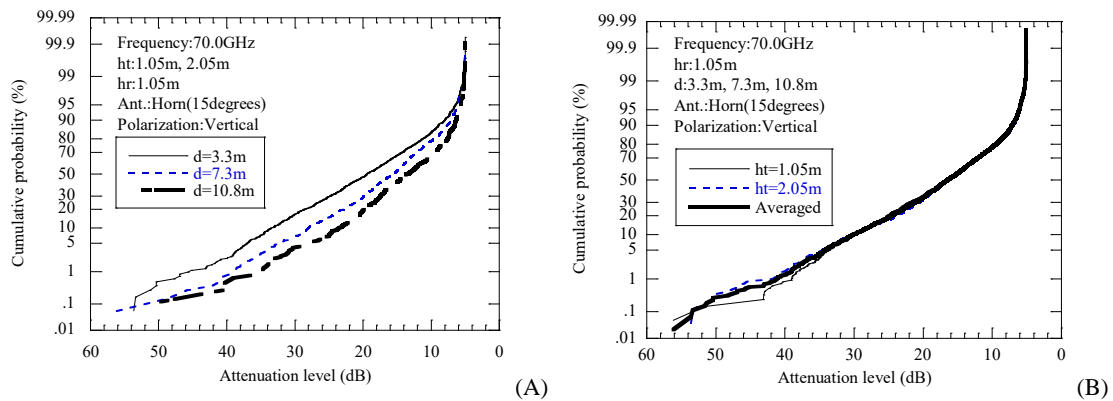 99.99
99.9
99
95
90
80
70
50
30
20
10
5
1
.1
.01
Cumulative probability (%)
Frequency:70.0GHz
ht:1.05m, 2.05m
hr:1.05m
Ant.:Horn(15degrees)
Polarization:Vertical
d=3.3m
d=7.3m
d=10.8m
60 50 40 30 20 10 0
Attenuation level (dB)
(A)
99.99
99.9
99
95
90
80
70
50
30
20
10
5
1
.1
.01
Cumulative probability (%)
Frequency:70.0GHz
hr:1.05m
d:3.3m, 7.3m, 10.8m
Ant.:Horn(15degrees)
Polarization:Vertical
ht=1.05m
ht=2.05m
Averaged
60 50 40 30 20 10 0
Attenuation level (dB)
(B)